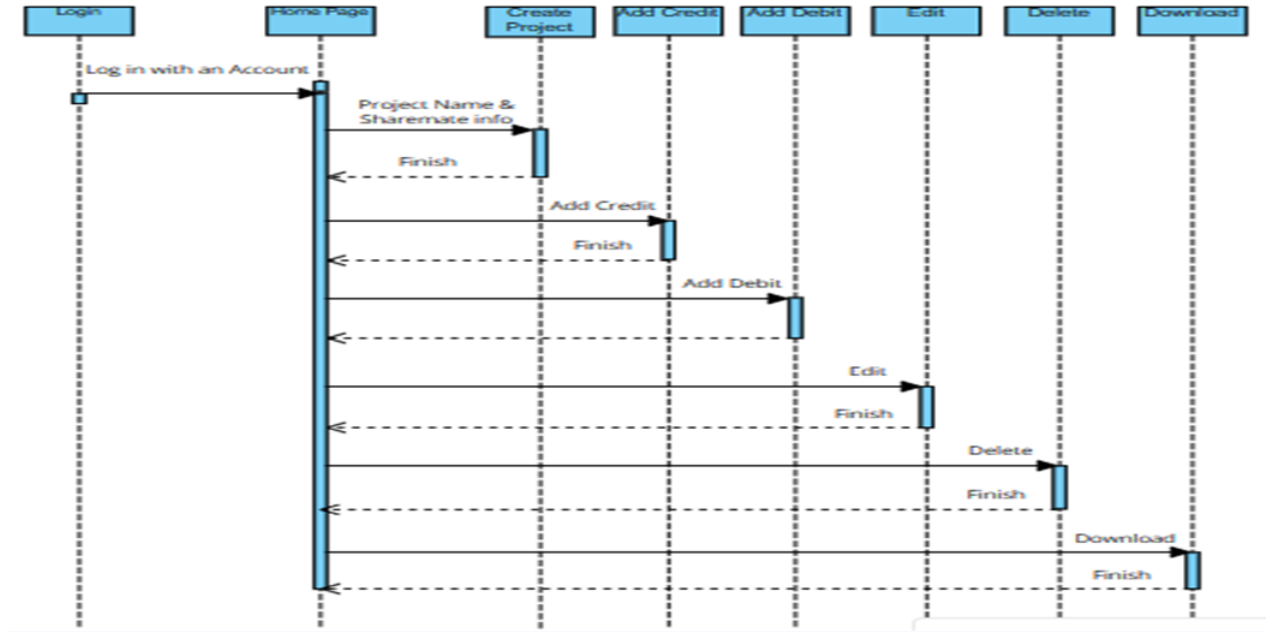 Login
Home Page
Create
Project
Add Credit
Add Debit
Edit
Delete
Download
Log in with an Account
Project Name &
Sharemate info
Finish
Add Credit
Finish
Add Debit
Edit
Finish
Delete
Finish
Download
Finish